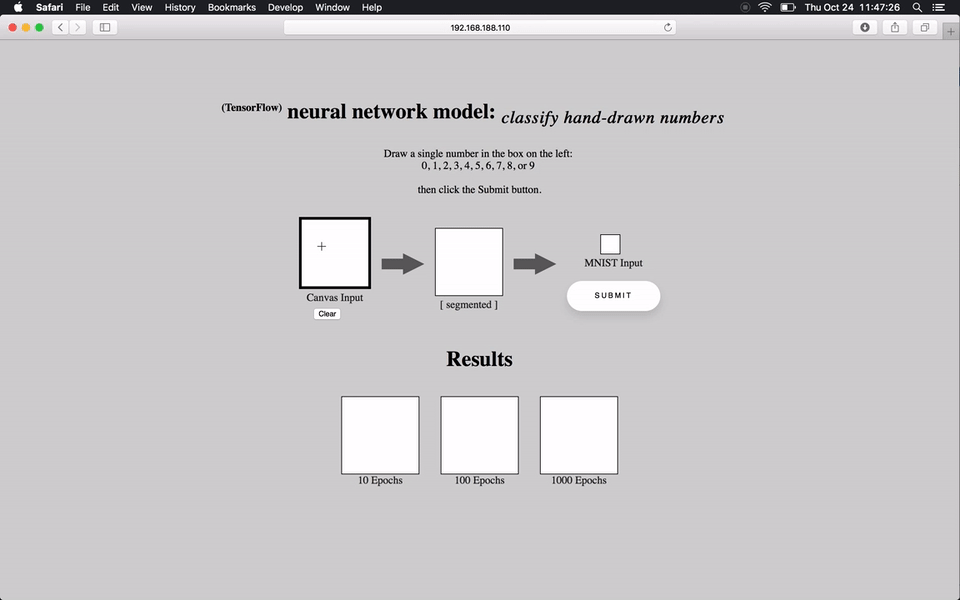 Safari File Edit View History Bookmarks Develop Window Help Thu Oct 24 11:47:26
192.168.188.110
(TensorFlow) neural network model: classify hand-drawn numbers
Draw a single number in the box on the left:
0, 1, 2, 3, 4, 5, 6, 7, 8, or 9
then click the Submit button.
MNIST Input
Canvas Input
[ segmented ]
SUBMIT
Clear
Results
10 Epochs 100 Epochs 1000 Epochs